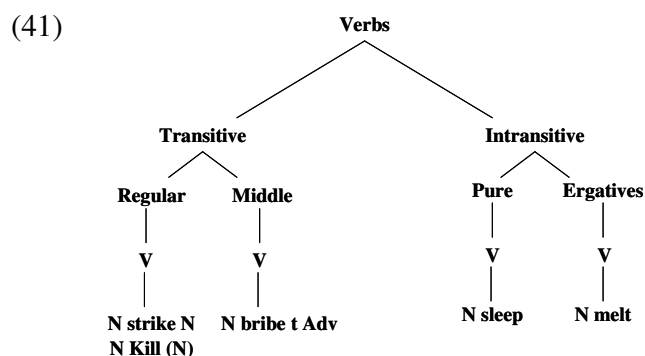 (41)
Verbs
Transitive Intransitive
Regular Middle Pure Ergatives
V V V V
N strike N N bribe t Adv N sleep N melt
N Kill (N)